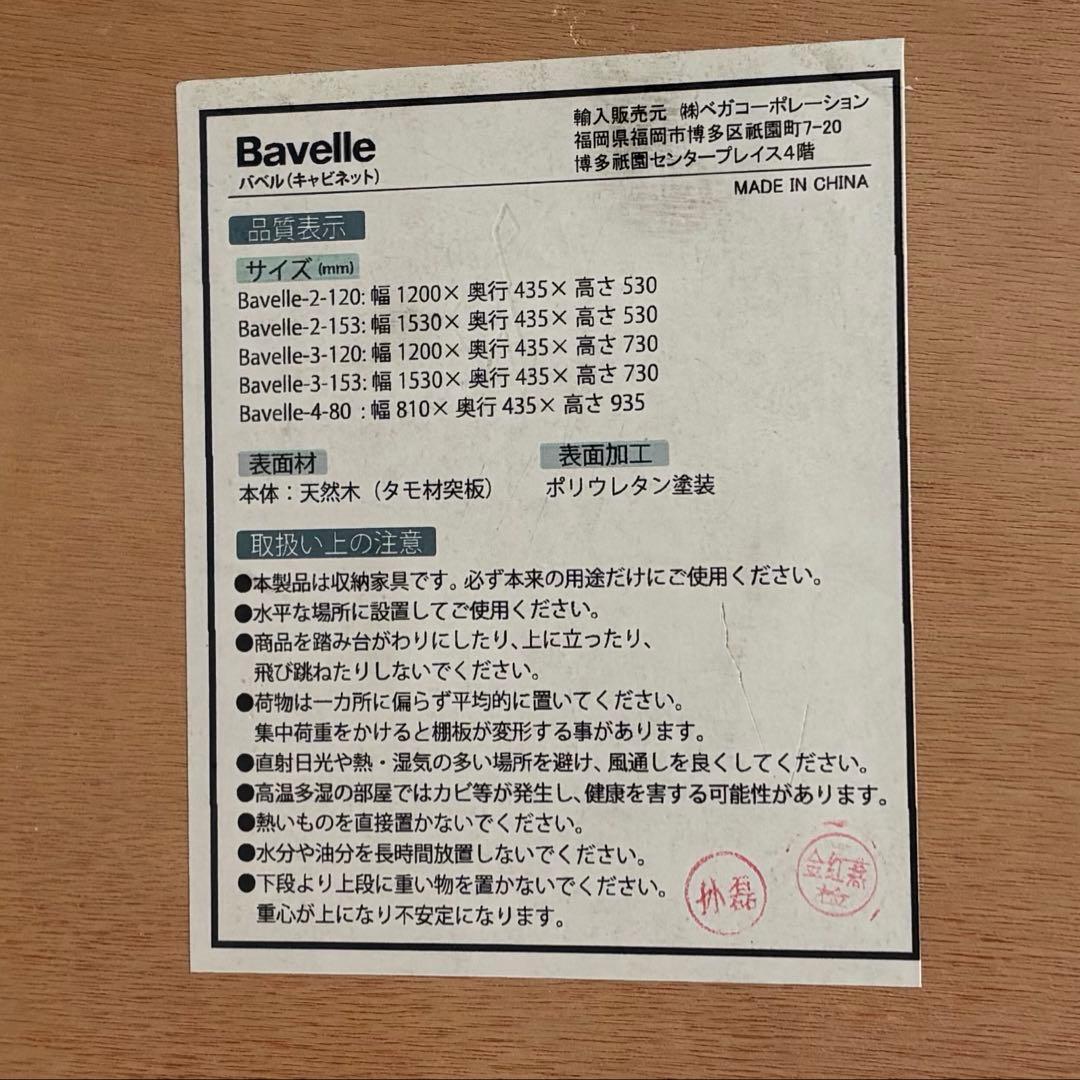 Bavelle
バベル(キャビネット)
輸入販売元 ㈱ベガコーポレーション
福岡県福岡市博多区祇園町7-20
博多祇園センタープレイス4階
MADE IN CHINA
品質表示
サイズ(mm)
Bavelle-2-120: 幅 1200× 奥行 435× 高さ 530
Bavelle-2-153: 幅 1530× 奥行 435× 高さ 530
Bavelle-3-120: 幅 1200× 奥行 435× 高さ 730
Bavelle-3-153: 幅 1530× 奥行 435× 高さ 730
Bavelle-4-80 : 幅 810× 奥行 435× 高さ 935
表面材
本体：天然木（タモ材突板）
表面加工
ポリウレタン塗装
取扱い上の注意
●本製品は収納家具です。必ず本来の用途だけにご使用ください。
●水平な場所に設置してご使用ください。
●商品を踏み台がわりにしたり、上に立ったり、
飛び跳ねたりしないでください。
●荷物は一カ所に偏らず平均的に置いてください。
集中荷重をかけると棚板が変形する事があります。
●直射日光や熱・湿気の多い場所を避け、風通しを良くしてください。
●高温多湿の部屋ではカビ等が発生し、健康を害する可能性があります。
●熱いものを直接置かないでください。
●水分や油分を長時間放置しないでください。
●下段より上段に重い物を置かないでください。
重心が上になり不安定になります。
孙磊
金红燕
检